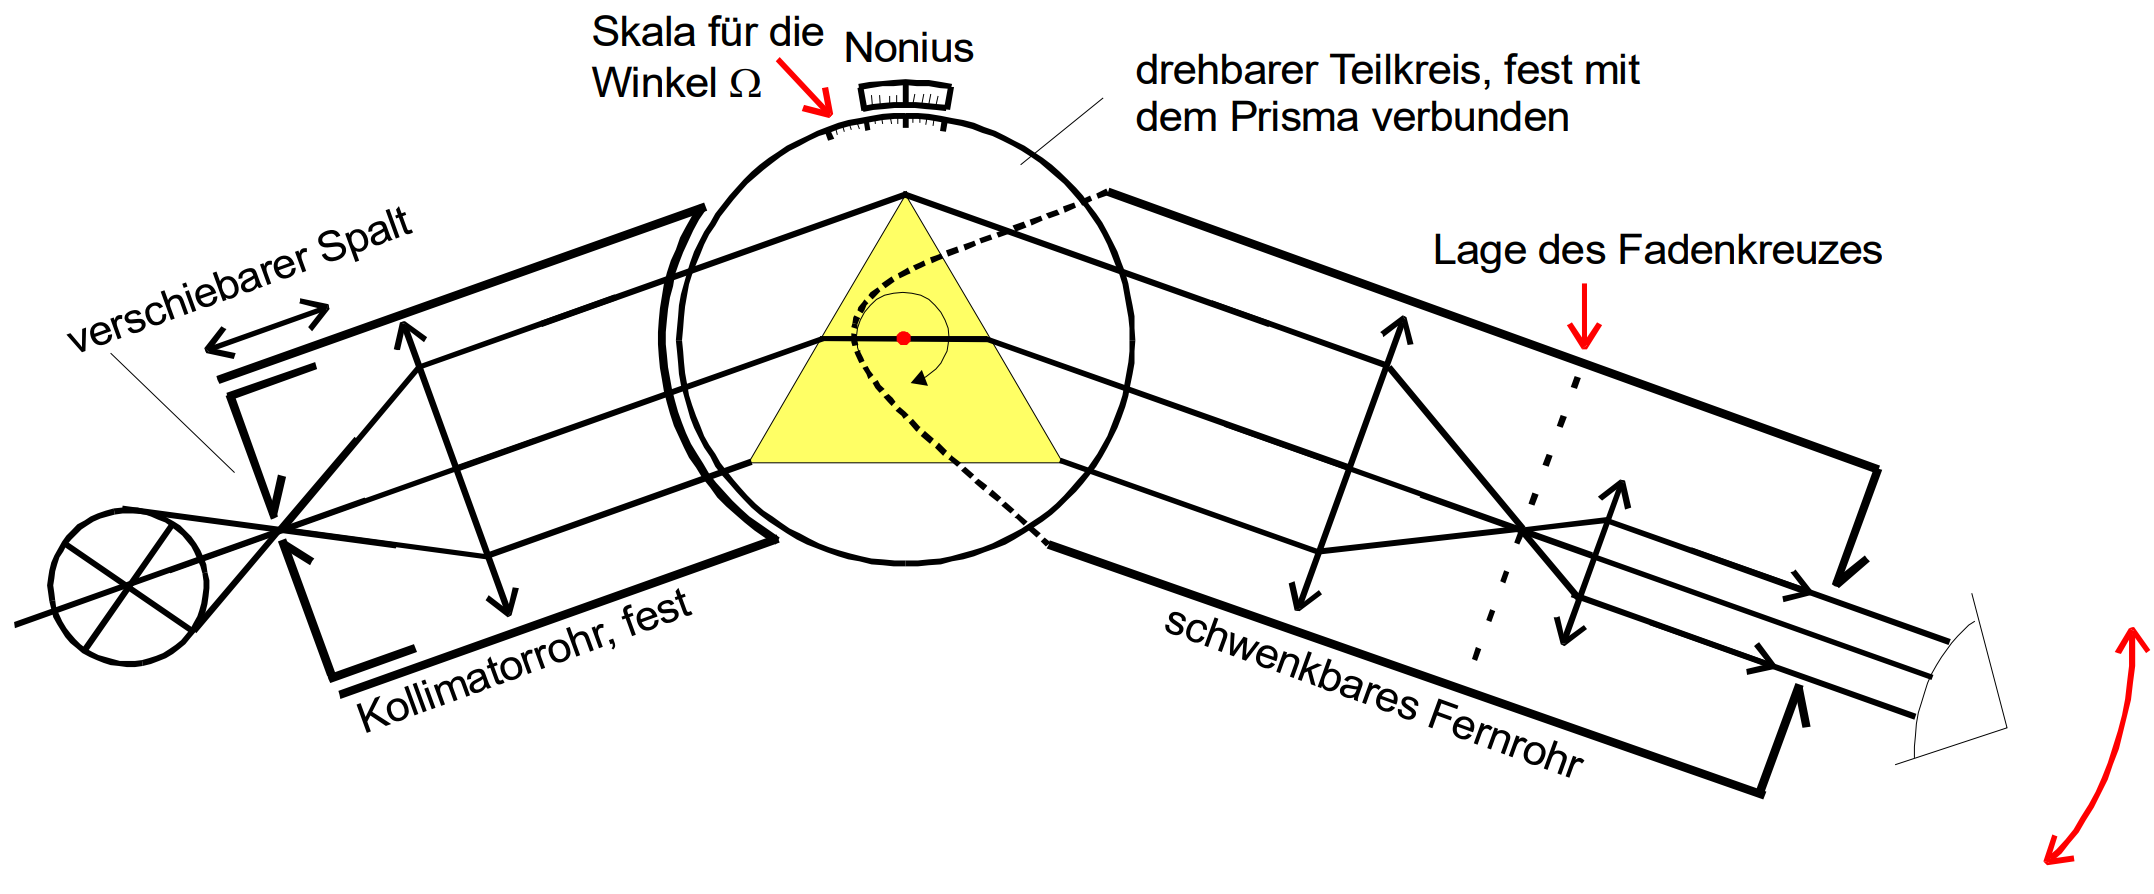 Skala für die
Winkel Ω
Nonius
drehbarer Teilkreis, fest mit
dem Prisma verbunden
verschiebarer Spalt
Lage des Fadenkreuzes
Kollimatorrohr, fest
schwenkbares Fernrohr